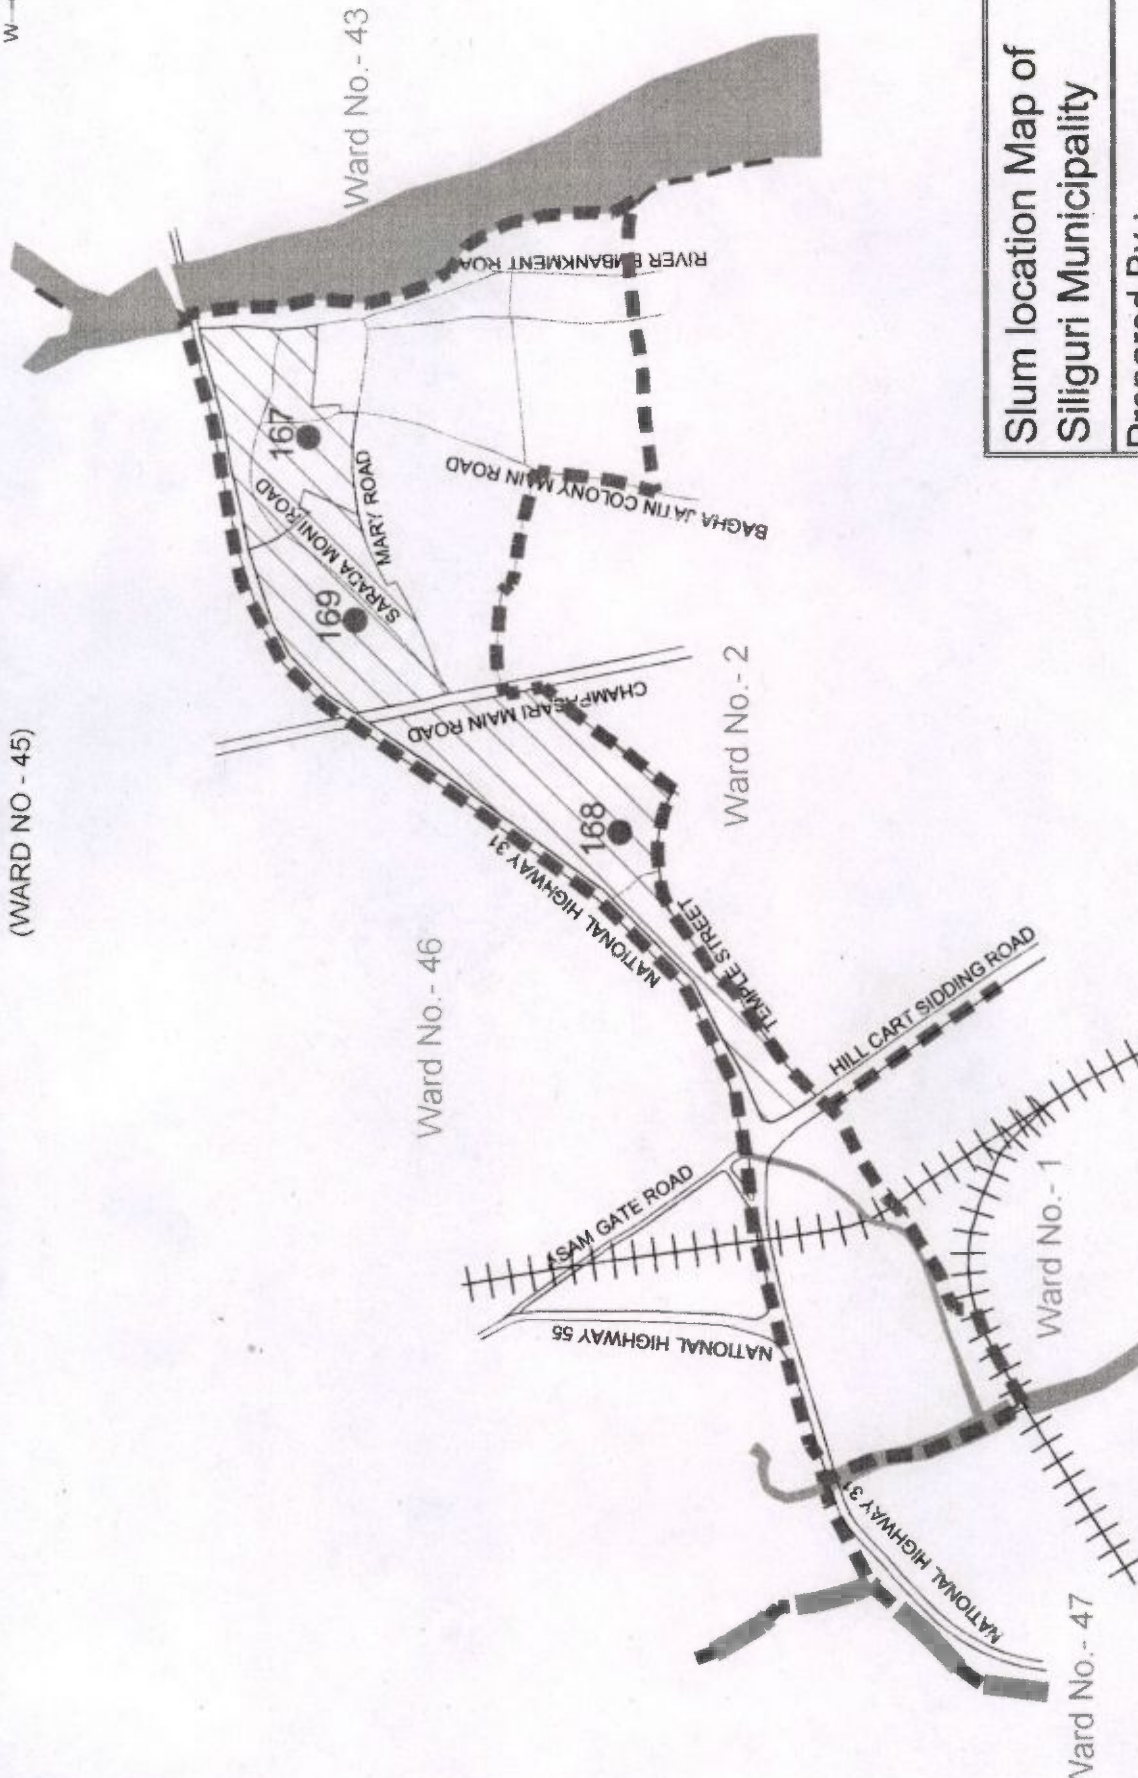 W
(WARD NO - 45)
Ward No.- 43
RIVER EMBANKMENT ROAD
167
SARADA MONI ROAD
MARY ROAD
BAGHA JATIN COLONY MAIN ROAD
169
CHAMPASARI MAIN ROAD
Ward No.- 2
168
NATIONAL HIGHWAY 31
TEMPLE STREET
Ward No.- 46
HILL CART SIDDING ROAD
ASAM GATE ROAD
NATIONAL HIGHWAY 55
Ward No.- 1
NATIONAL HIGHWAY 31
Ward No.- 47
Slum location Map of
Siliguri Municipality
Prepared By :